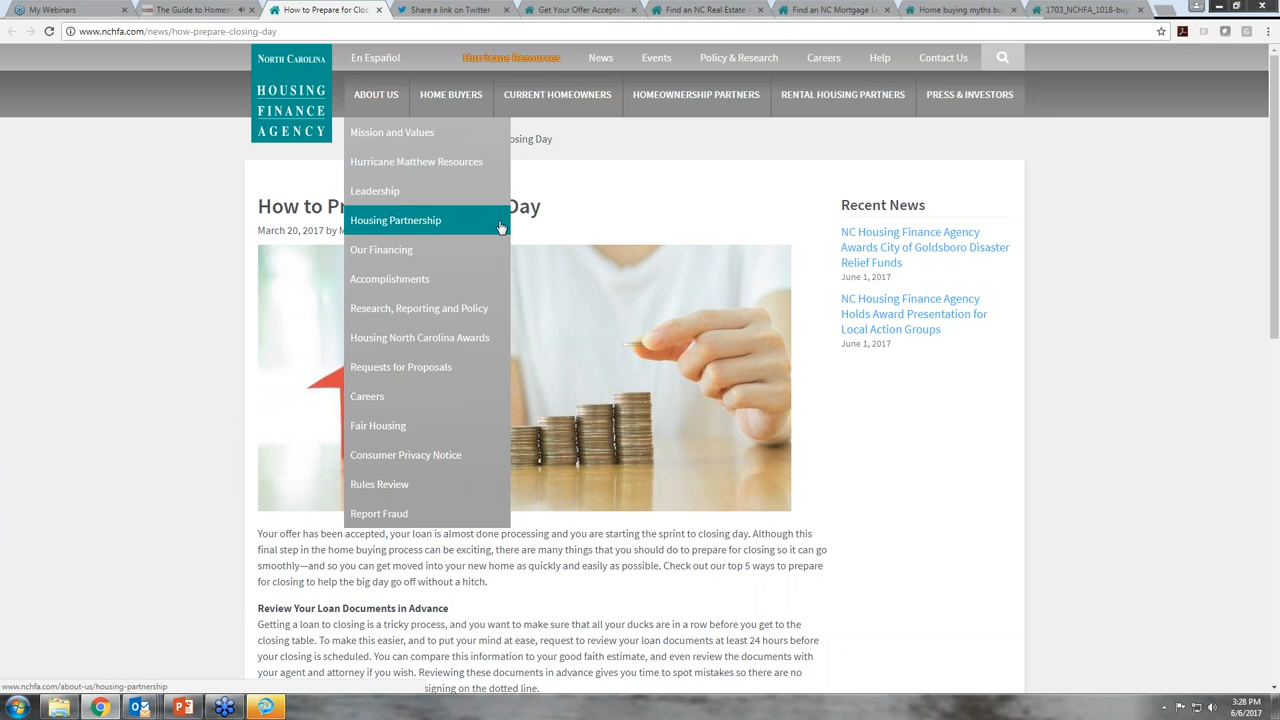 My Webinars
The Guide to Homeo
How to Prepare for Clos
Share a link on Twitter
Get Your Offer Accepted
Find an NC Real Estate A
Find an NC Mortgage Le
Home buying myths bus
1703_NCHFA_1018-buy
www.nchfa.com/news/how-prepare-closing-day
NORTH CAROLINA
HOUSING
FINANCE
AGENCY
En Español
Hurricane Resources
News
Events
Policy & Research
Careers
Help
Contact Us
ABOUT US
HOME BUYERS
CURRENT HOMEOWNERS
HOMEOWNERSHIP PARTNERS
RENTAL HOUSING PARTNERS
PRESS & INVESTORS
Mission and Values
Hurricane Matthew Resources
Leadership
Housing Partnership
Our Financing
Accomplishments
Research, Reporting and Policy
Housing North Carolina Awards
Requests for Proposals
Careers
Fair Housing
Consumer Privacy Notice
Rules Review
Report Fraud
osing Day
How to Pr Day
March 20, 2017 by M
Your offer has been accepted, your loan is almost done processing and you are starting the sprint to closing day. Although this
final step in the home buying process can be exciting, there are many things that you should do to prepare for closing so it can go
smoothly—and so you can get moved into your new home as quickly and easily as possible. Check out our top 5 ways to prepare
for closing to help the big day go off without a hitch.
Review Your Loan Documents in Advance
Getting a loan to closing is a tricky process, and you want to make sure that all your ducks are in a row before you get to the
closing table. To make this easier, and to put your mind at ease, request to review your loan documents at least 24 hours before
your closing is scheduled. You can compare this information to your good faith estimate, and even review the documents with
your agent and attorney if you wish. Reviewing these documents in advance gives you time to spot mistakes so there are no
signing on the dotted line.
Recent News
NC Housing Finance Agency
Awards City of Goldsboro Disaster
Relief Funds
June 1, 2017
NC Housing Finance Agency
Holds Award Presentation for
Local Action Groups
June 1, 2017
www.nchfa.com/about-us/housing-partnership
3:28 PM
6/6/2017